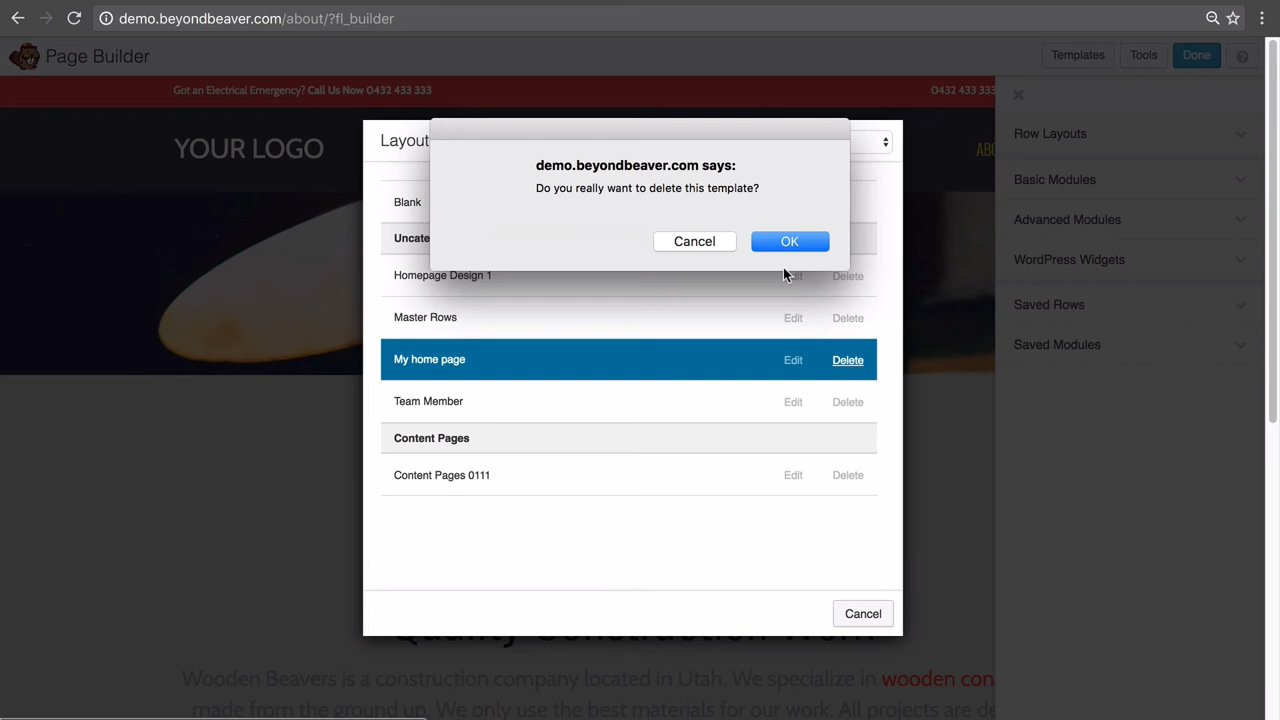 demo.beyondbeaver.com/about/?fl_builder
Page Builder
Templates
Tools
Done
?
Got an Electrical Emergency? Call Us Now 0432 433 333
0432 433 333
YOUR LOGO
Row Layouts
Basic Modules
Advanced Modules
WordPress Widgets
Saved Rows
Saved Modules
demo.beyondbeaver.com says:
Do you really want to delete this template?
Cancel
OK
Blank
Homepage Design 1
Delete
Master Rows
Edit
Delete
My home page
Edit
Delete
Team Member
Edit
Delete
Content Pages
Content Pages 0111
Edit
Delete
Cancel
Wooden Beavers is a construction company located in Utah. We specialize in wooden con
made from the ground up. We only use the best materials for our work. All projects are de